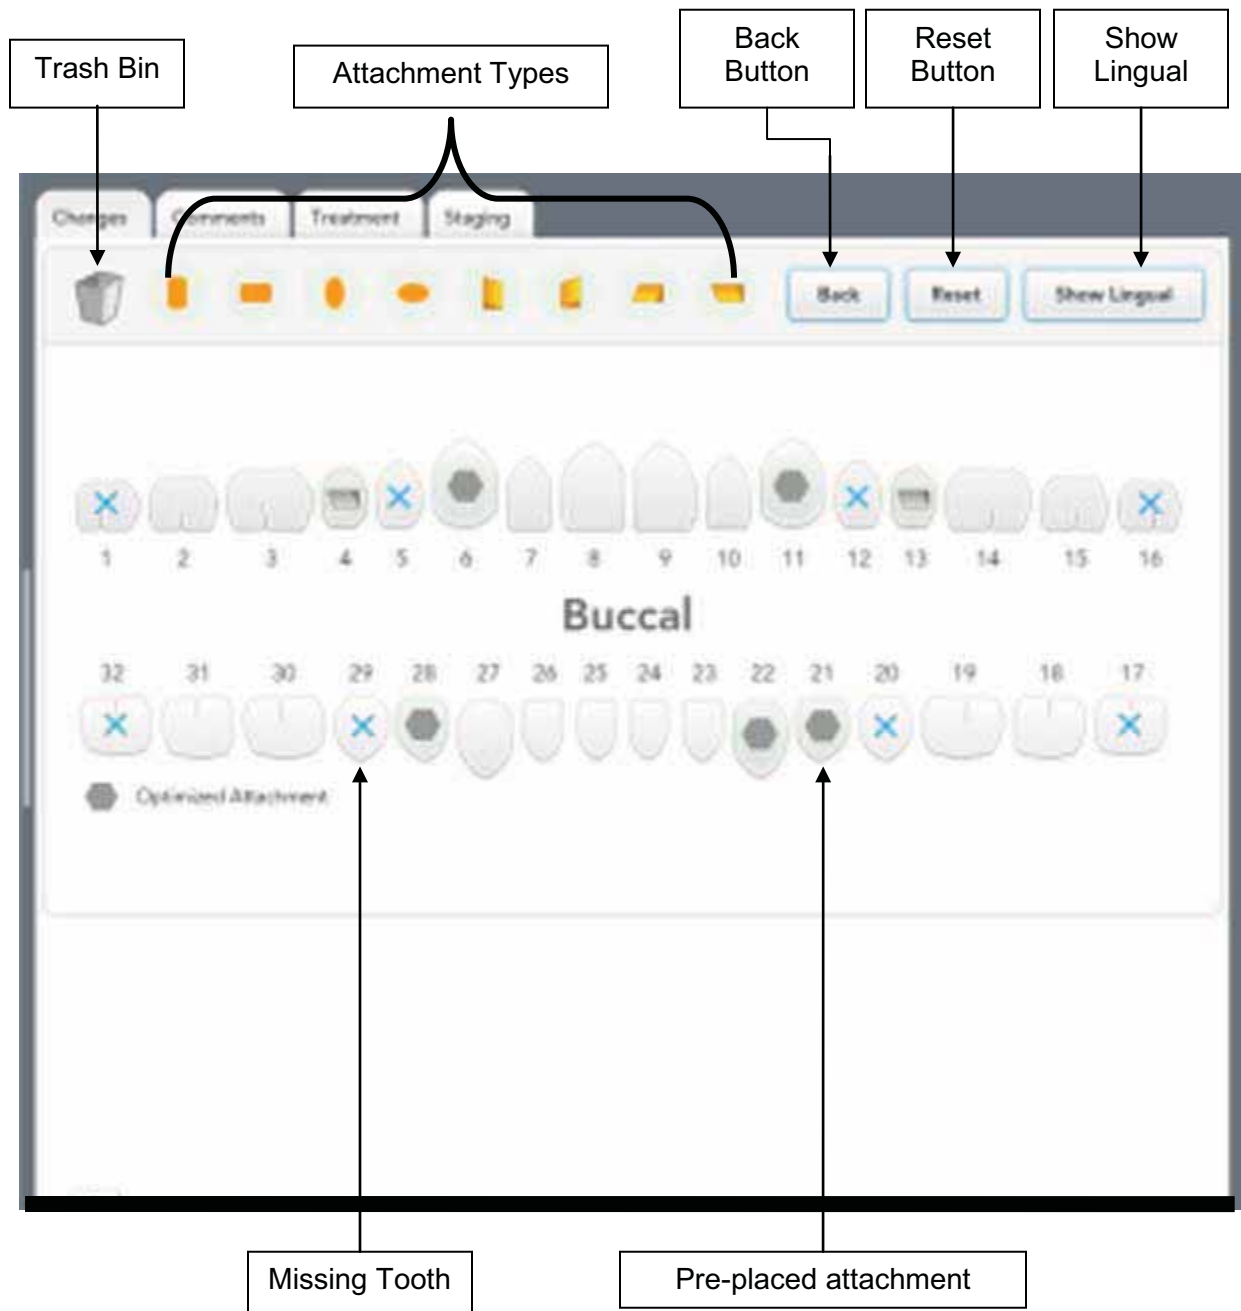 Trash Bin
Attachment Types
Back
Button
Reset
Button
Show
Lingual
Changes Comments Treatment Staging
Back Reset Show Lingual
1 2 3 4 5 6 7 8 9 10 11 12 13 14 15 16
Buccal
32 31 30 29 28 27 26 25 24 23 22 21 20 19 18 17
Optimized Attachment
Missing Tooth
Pre-placed attachment